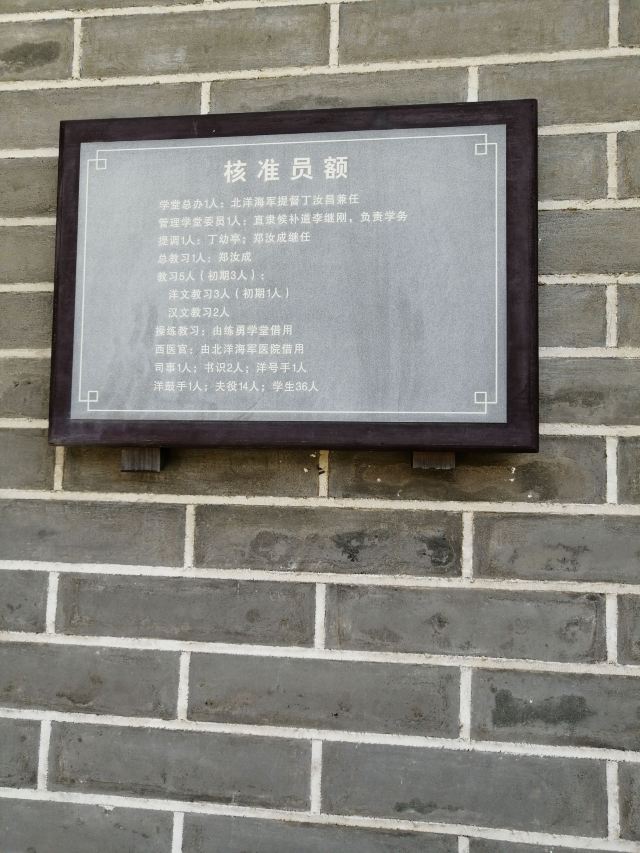 核准员额
学堂总办1人：北洋海军提督丁汝昌兼任
管理学堂委员1人：直隶候补道李继刚，负责学务
提调1人：丁幼亭；郑汝成继任
总教习1人：郑汝成
教习5人（初期3人）：
洋文教习3人（初期1人）
汉文教习2人
操练教习：由练勇学堂借用
西医官：由北洋海军医院借用
司事1人；书识2人；洋号手1人
洋鼓手1人；夫役14人；学生36人